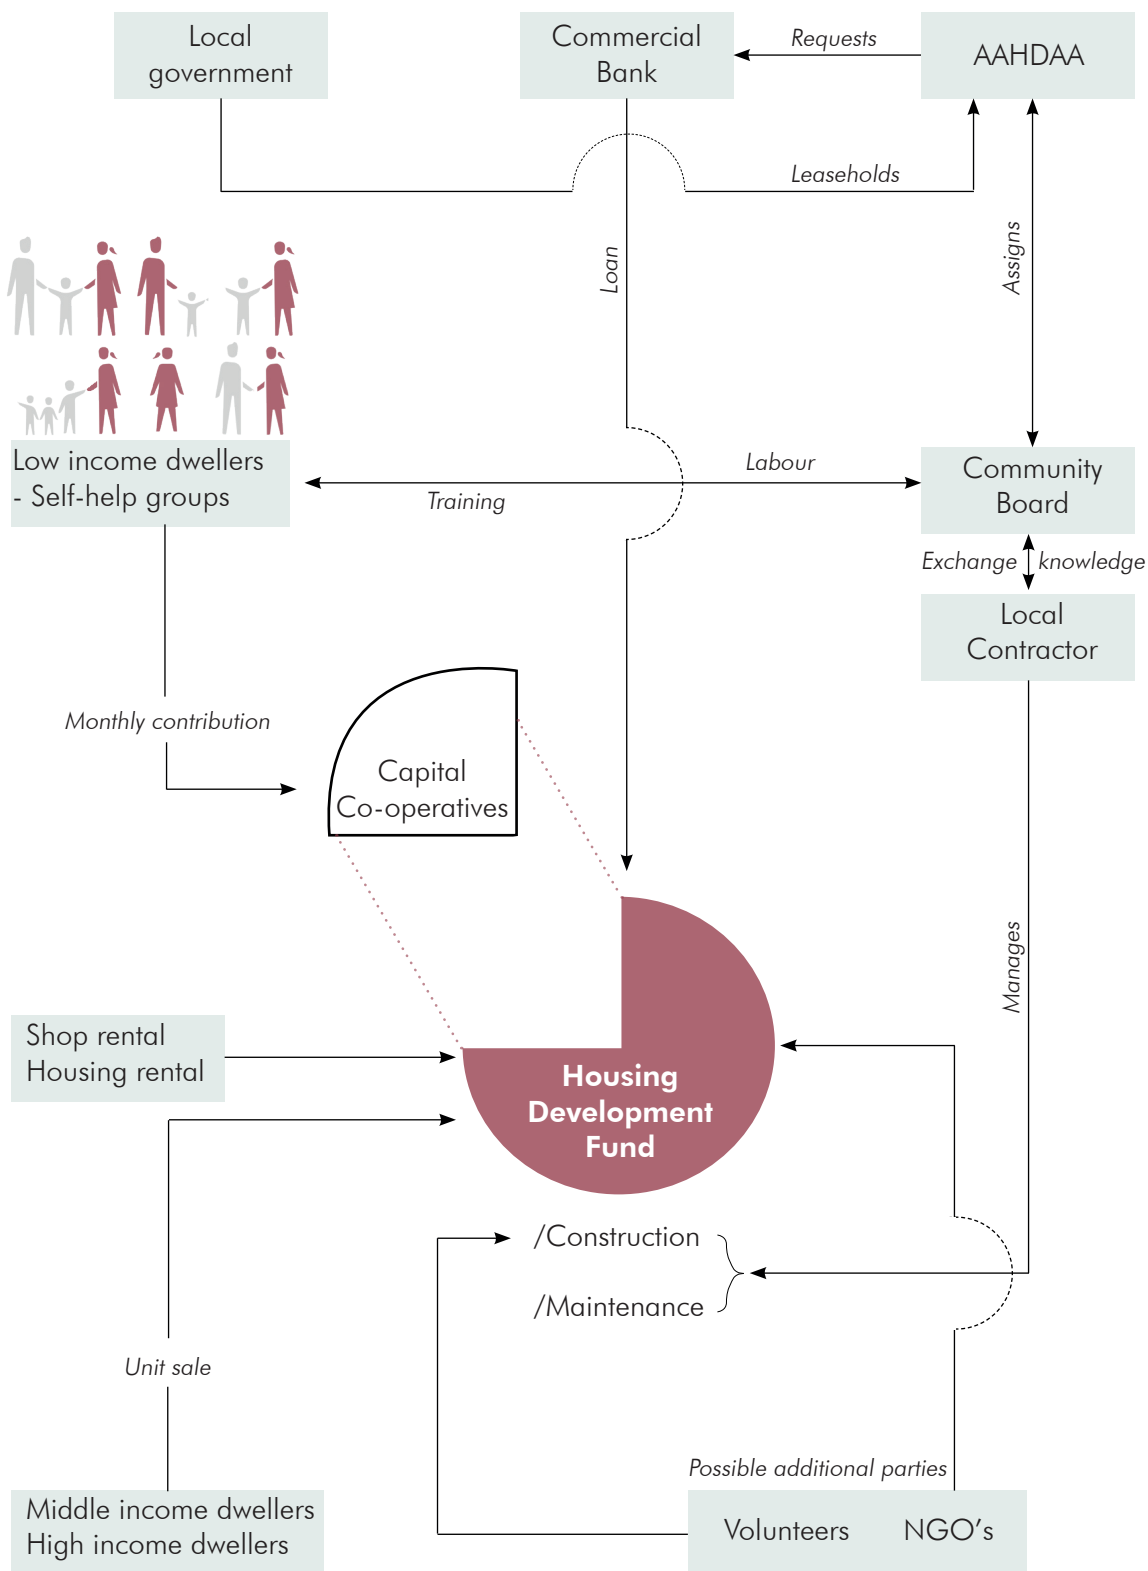 Local
government
Commercial
Bank
Requests
AAHDAA
Leaseholds
Loan
Assigns
Low income dwellers
- Self-help groups
Training
Labour
Community
Board
Exchange knowledge
Local
Contractor
Monthly contribution
Capital
Co-operatives
Manages
Shop rental
Housing rental
Housing
Development
Fund
/Construction
/Maintenance
Unit sale
Possible additional parties
Middle income dwellers
High income dwellers
Volunteers NGO's